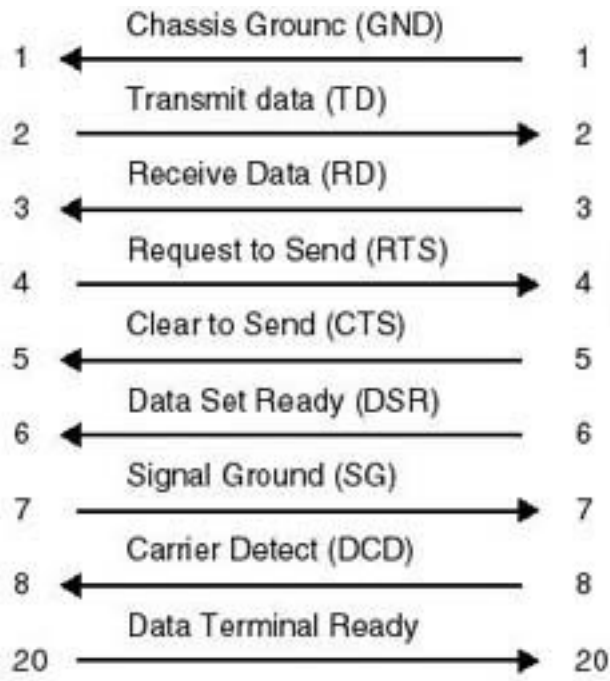 Chassis Grounc (GND)
1 1
Transmit data (TD)
2 2
Receive Data (RD)
3 3
Request to Send (RTS)
4 4
Clear to Send (CTS)
5 5
Data Set Ready (DSR)
6 6
Signal Ground (SG)
7 7
Carrier Detect (DCD)
8 8
Data Terminal Ready
20 20